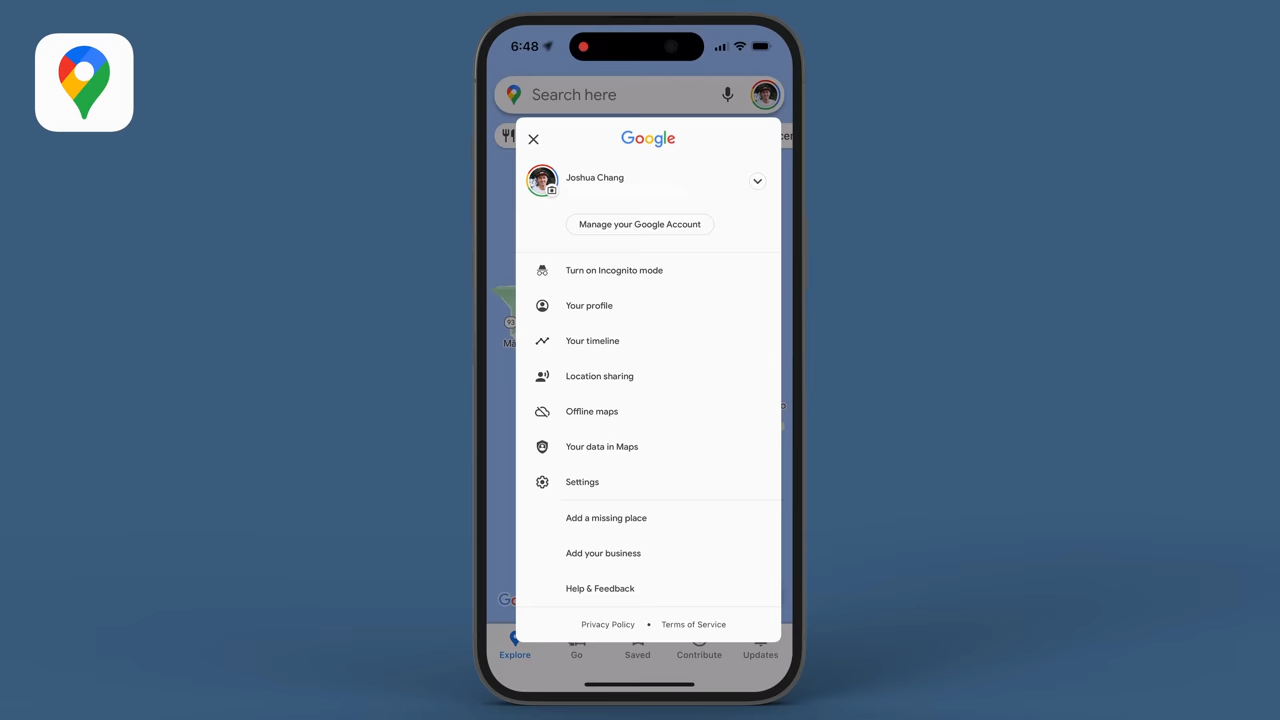 6:48
Search here
Google
Joshua Chang
Manage your Google Account
Turn on Incognito mode
Your profile
Your timeline
Location sharing
Offline maps
Your data in Maps
Settings
Add a missing place
Add your business
Help & Feedback
Privacy Policy • Terms of Service
Explore Go Saved Contribute Updates